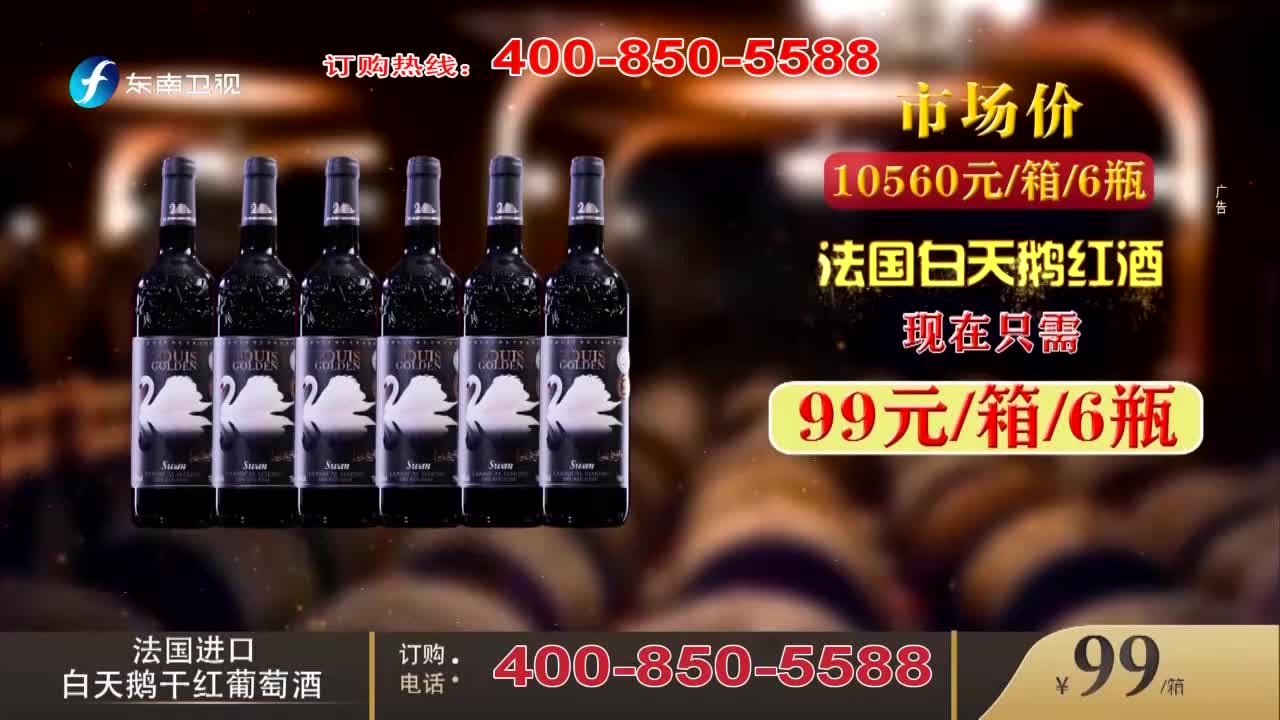 东南卫视
订购热线：400-850-5588
市场价
10560元/箱/6瓶
广告
法国白天鹅红酒
现在只需
99元/箱/6瓶
LOUIS
GOLDEN
Swan
法国进口
白天鹅干红葡萄酒
订购
电话：
400-850-5588
￥99/箱